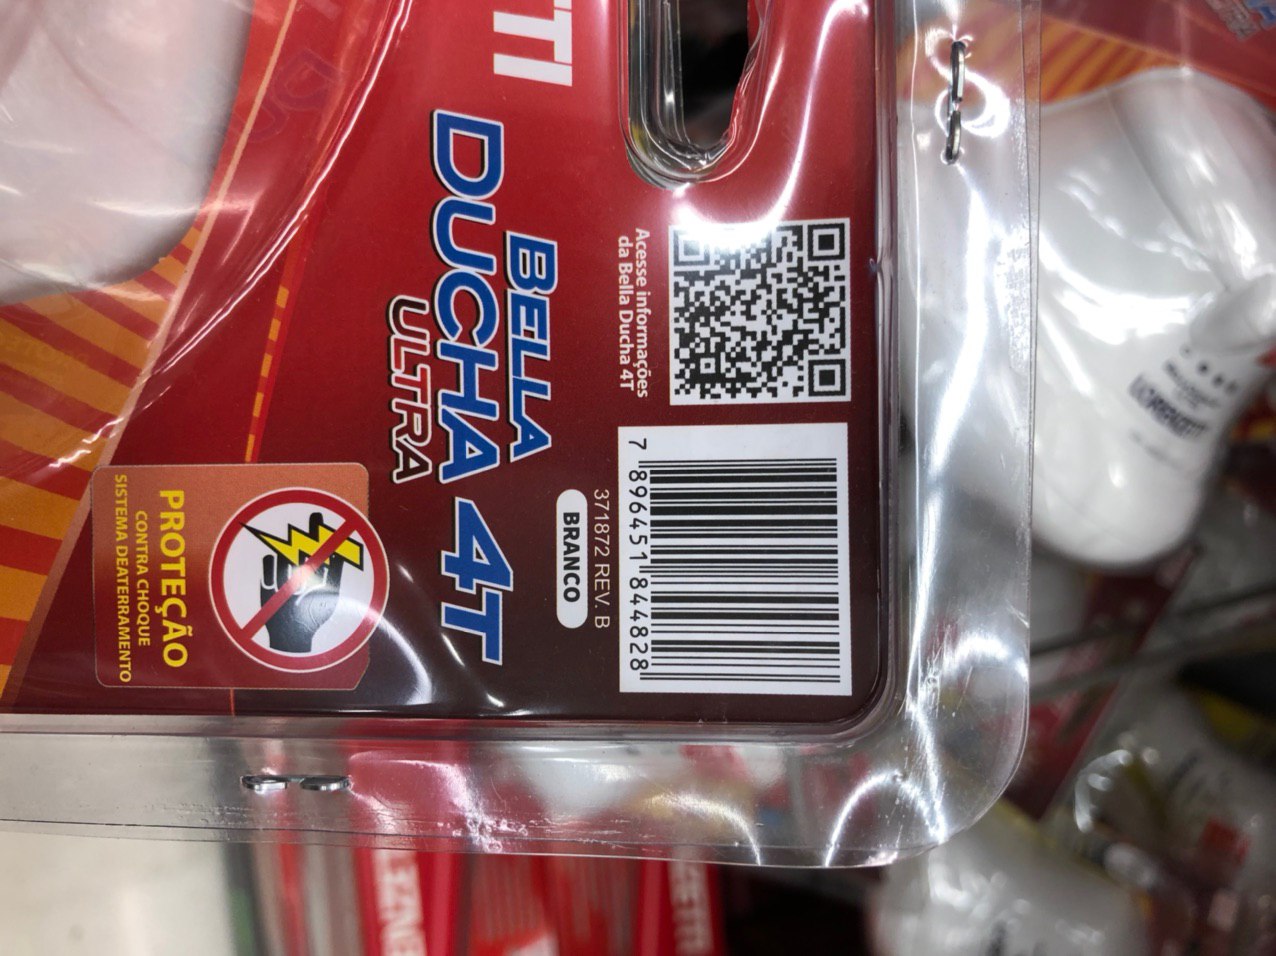 BELLA
DUCHA 4T
ULTRA
Acesse informações
da Bella Ducha 4T
371872 REV. B
BRANCO
7 896451 844828
PROTEÇÃO
CONTRA CHOQUE
SISTEMA DEATERRAMENTO